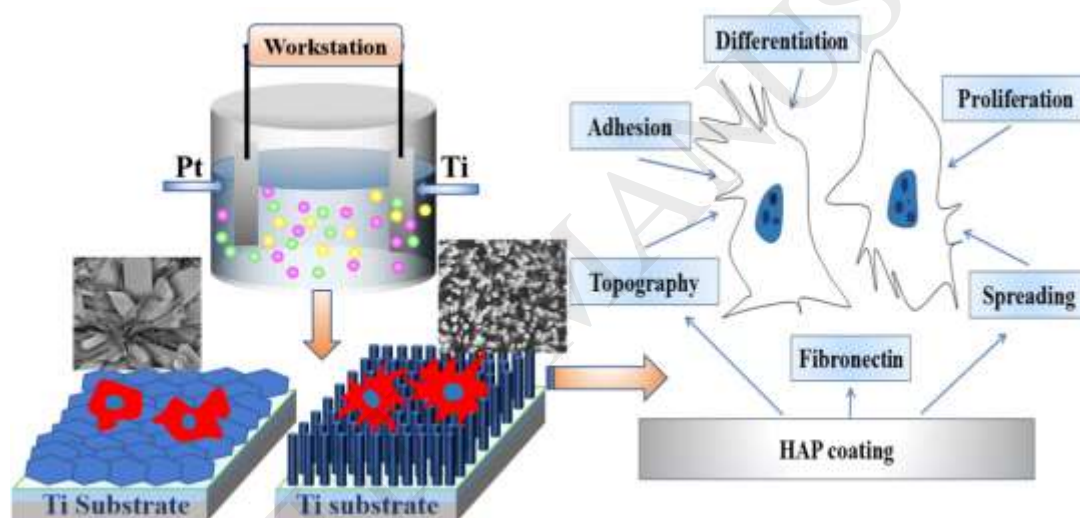 Workstation
Pt
Ti
Ti Substrate
Ti substrate
Differentiation
Adhesion
Proliferation
Topography
Spreading
Fibronectin
HAP coating